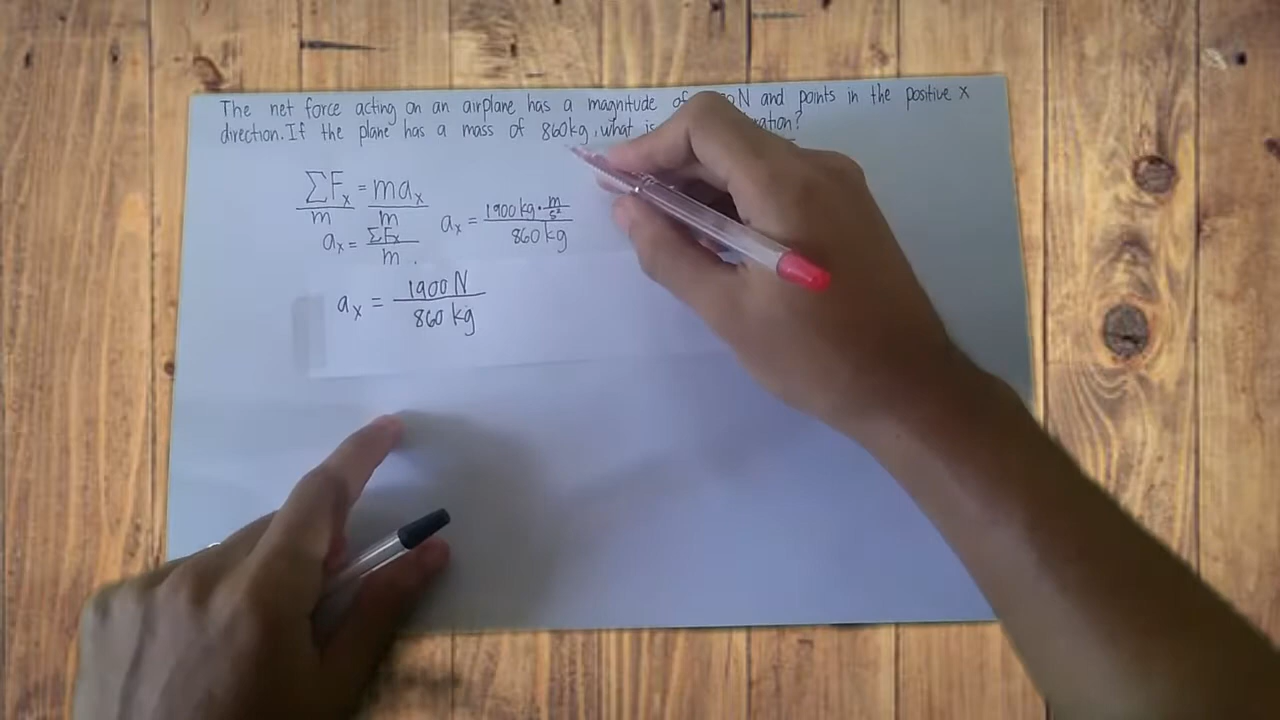 The net force acting on an airplane has a magnitude of N and points in the positive x
direction. If the plane has a mass of 860kg, what is
ΣFx = max
m m
ax = ΣFx
m
ax = 1900 kg · m/s²
860 kg
ax = 1900 N
860 kg